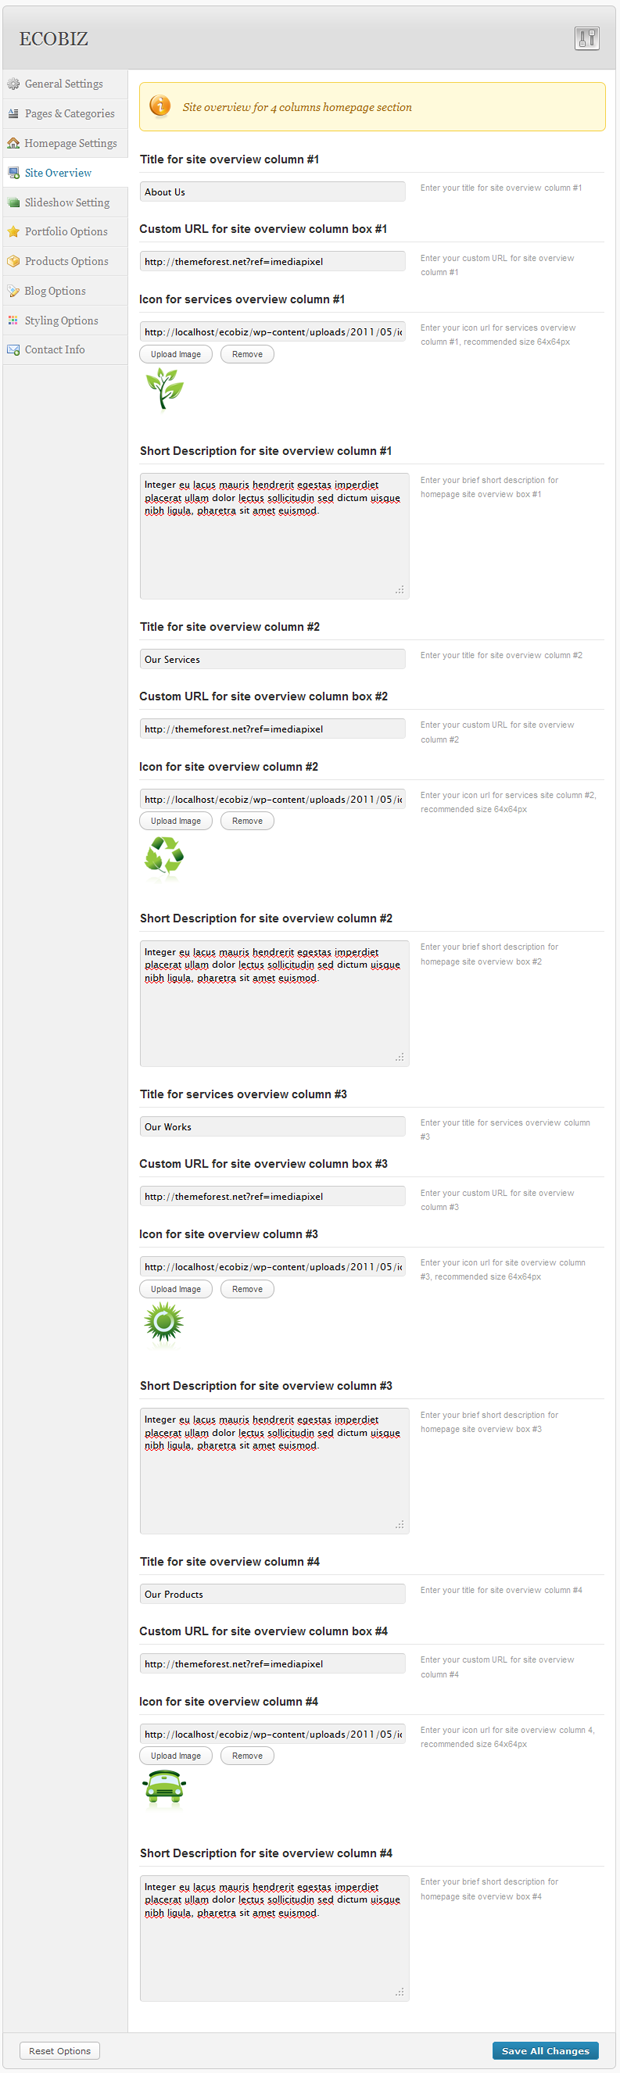 ECOBIZ
General Settings
Pages & Categories
Homepage Settings
Site Overview
Slideshow Setting
Portfolio Options
Products Options
Blog Options
Styling Options
Contact Info
Site overview for 4 columns homepage section
Title for site overview column #1
About Us
Enter your title for site overview column #1
Custom URL for site overview column box #1
http://themeforest.net?ref=imediapixel
Enter your custom URL for site overview
column #1
Icon for services overview column #1
http://localhost/ecobiz/wp-content/uploads/2011/05/ic
Enter your icon url for services overview
column #1, recommended size 64x64px
Upload Image
Remove
Short Description for site overview column #1
Integer eu lacus mauris hendrerit egestas imperdiet
placerat ullam dolor lectus sollicitudin sed dictum uisque
nibh ligula, pharetra sit amet euismod.
Enter your brief short description for
homepage site overview box #1
Title for site overview column #2
Our Services
Enter your title for site overview column #2
Custom URL for site overview column box #2
http://themeforest.net?ref=imediapixel
Enter your custom URL for site overview
column #2
Icon for site overview column #2
http://localhost/ecobiz/wp-content/uploads/2011/05/ic
Enter your icon url for services site column #2,
recommended size 64x64px
Upload Image
Remove
Short Description for site overview column #2
Integer eu lacus mauris hendrerit egestas imperdiet
placerat ullam dolor lectus sollicitudin sed dictum uisque
nibh ligula, pharetra sit amet euismod.
Enter your brief short description for
homepage site overview box #2
Title for services overview column #3
Our Works
Enter your title for services overview column
#3
Custom URL for site overview column box #3
http://themeforest.net?ref=imediapixel
Enter your custom URL for site overview
column #3
Icon for site overview column #3
http://localhost/ecobiz/wp-content/uploads/2011/05/ic
Enter your icon url for site overview column
#3, recommended size 64x64px
Upload Image
Remove
Short Description for site overview column #3
Integer eu lacus mauris hendrerit egestas imperdiet
placerat ullam dolor lectus sollicitudin sed dictum uisque
nibh ligula, pharetra sit amet euismod.
Enter your brief short description for
homepage site overview box #3
Title for site overview column #4
Our Products
Enter your title for site overview column #4
Custom URL for site overview column box #4
http://themeforest.net?ref=imediapixel
Enter your custom URL for site overview
column #4
Icon for site overview column #4
http://localhost/ecobiz/wp-content/uploads/2011/05/ic
Enter your icon url for site overview column 4,
recommended size 64x64px
Upload Image
Remove
Short Description for site overview column #4
Integer eu lacus mauris hendrerit egestas imperdiet
placerat ullam dolor lectus sollicitudin sed dictum uisque
nibh ligula, pharetra sit amet euismod.
Enter your brief short description for
homepage site overview box #4
Reset Options
Save All Changes